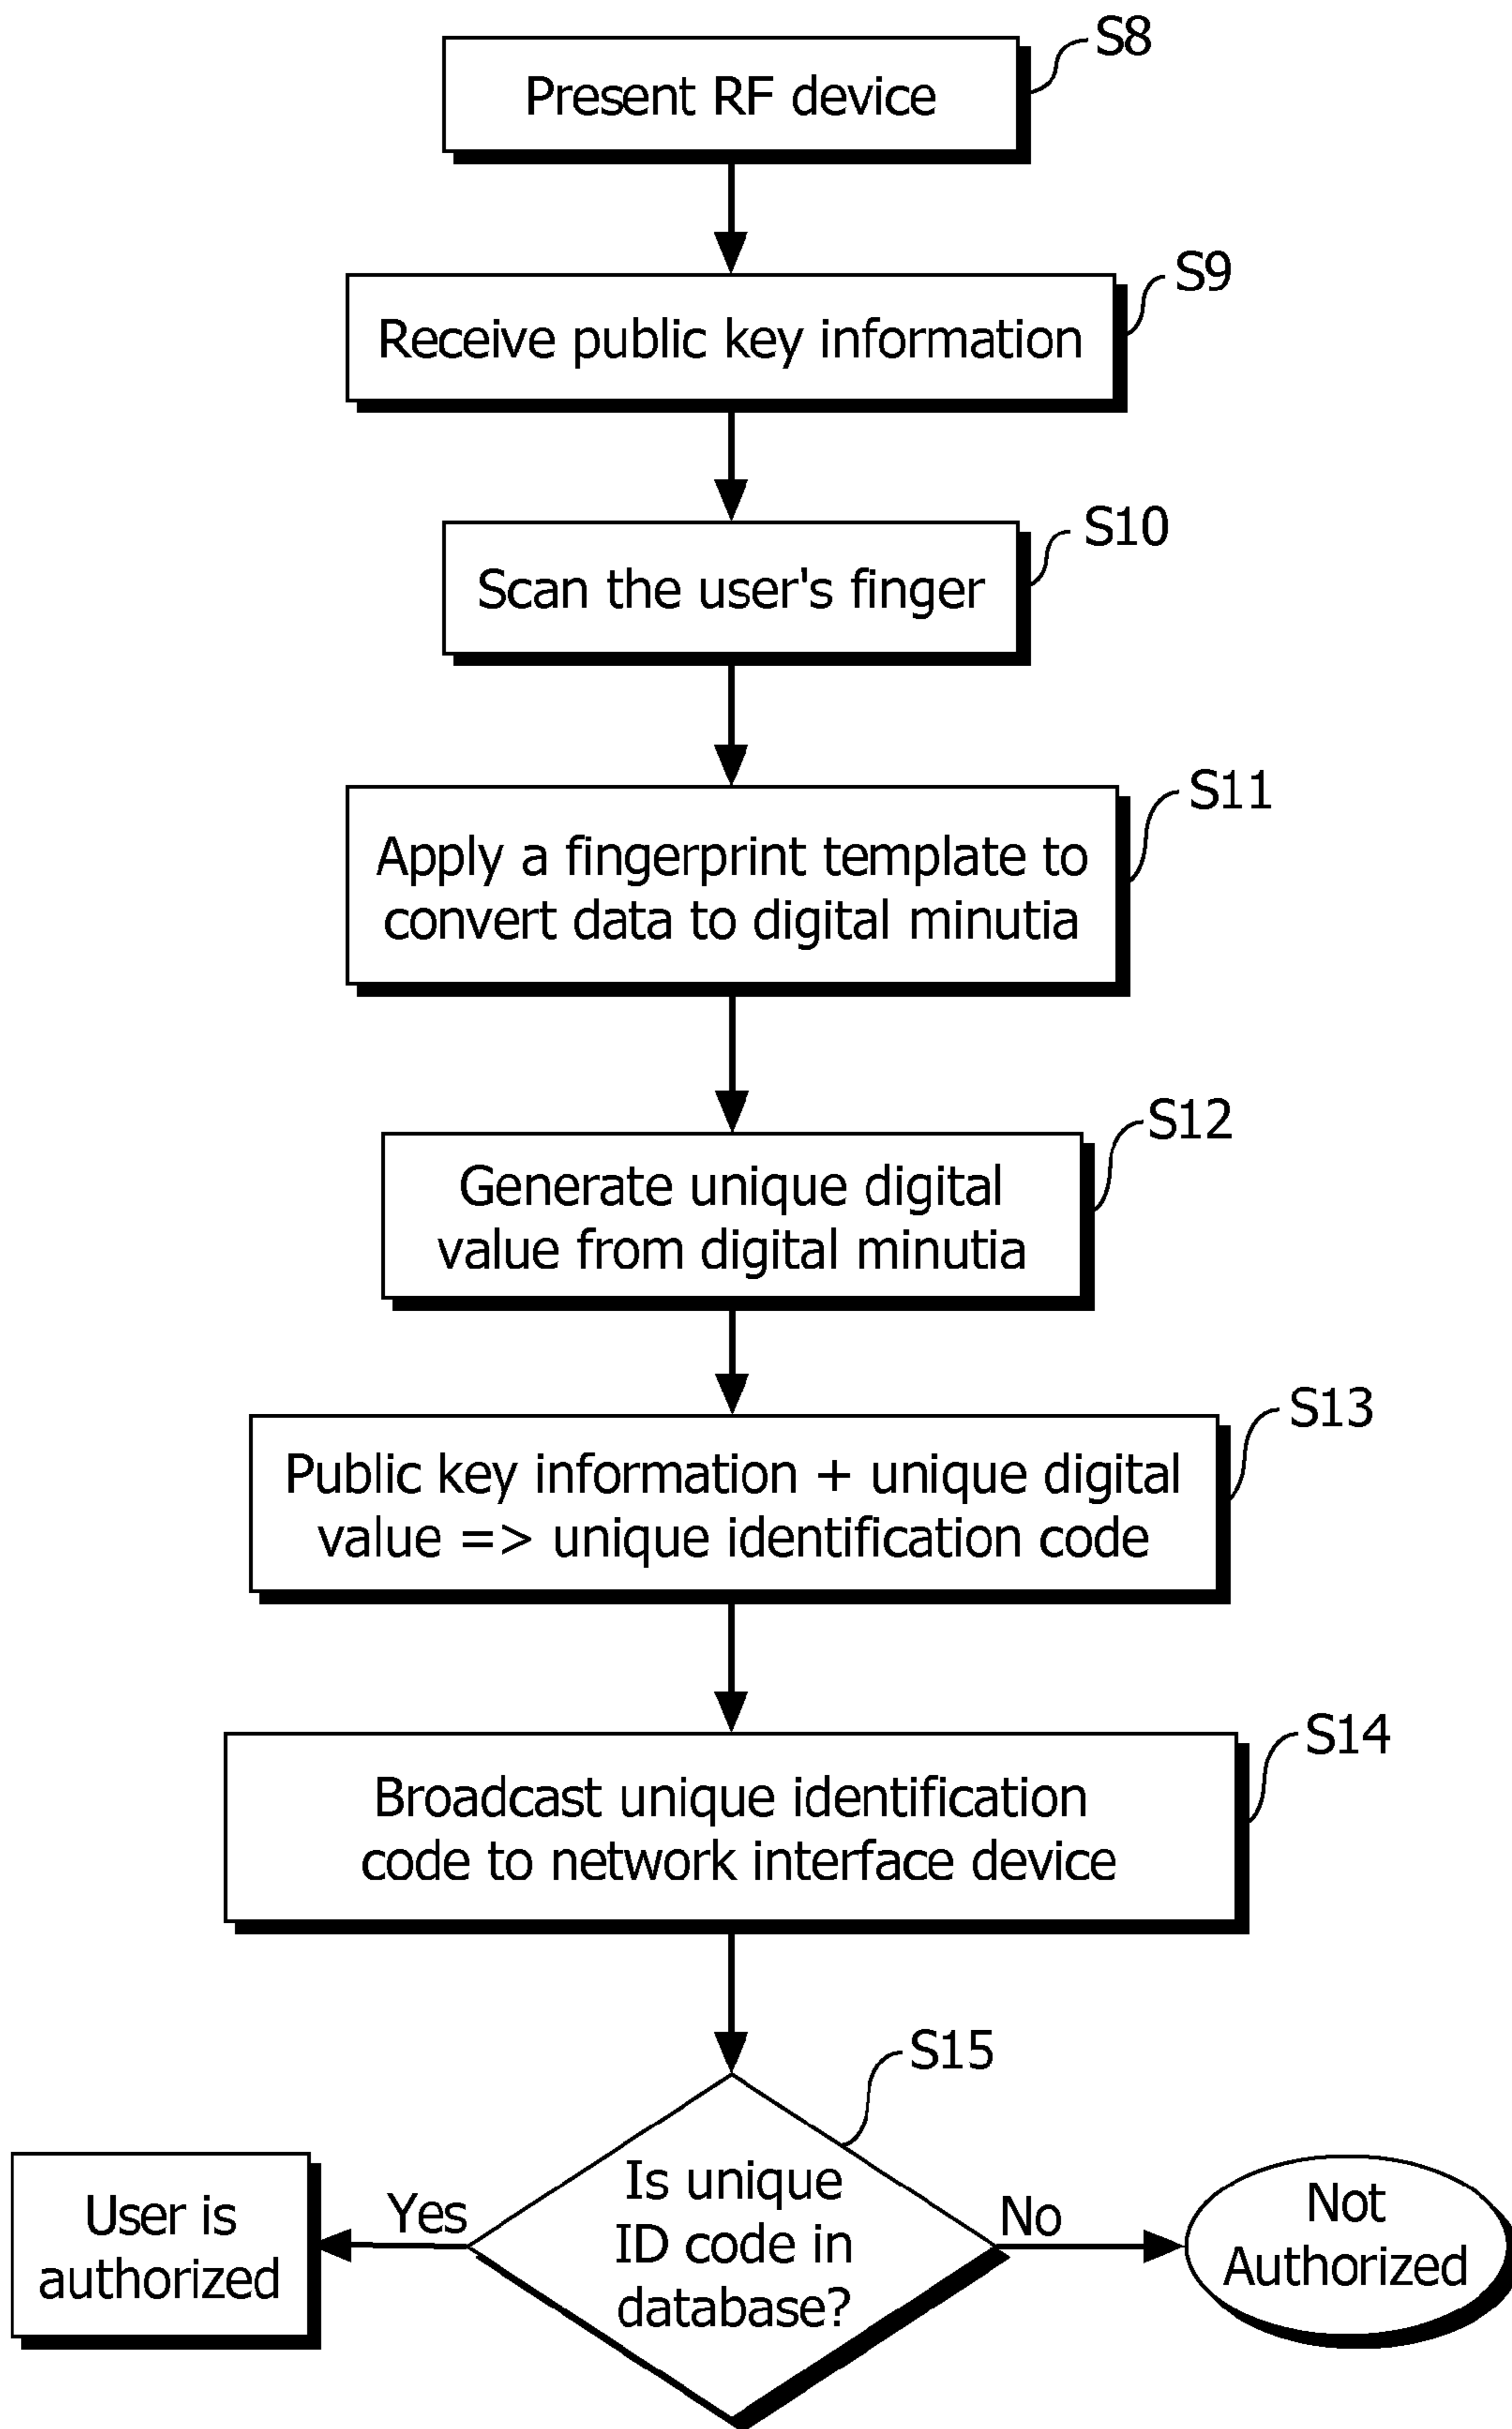 S8
Present RF device
S9
Receive public key information
S10
Scan the user's finger
S11
Apply a fingerprint template to
convert data to digital minutia
S12
Generate unique digital
value from digital minutia
S13
Public key information + unique digital
value => unique identification code
S14
Broadcast unique identification
code to network interface device
S15
Is unique
ID code in
database?
Yes
User is
authorized
No
Not
Authorized